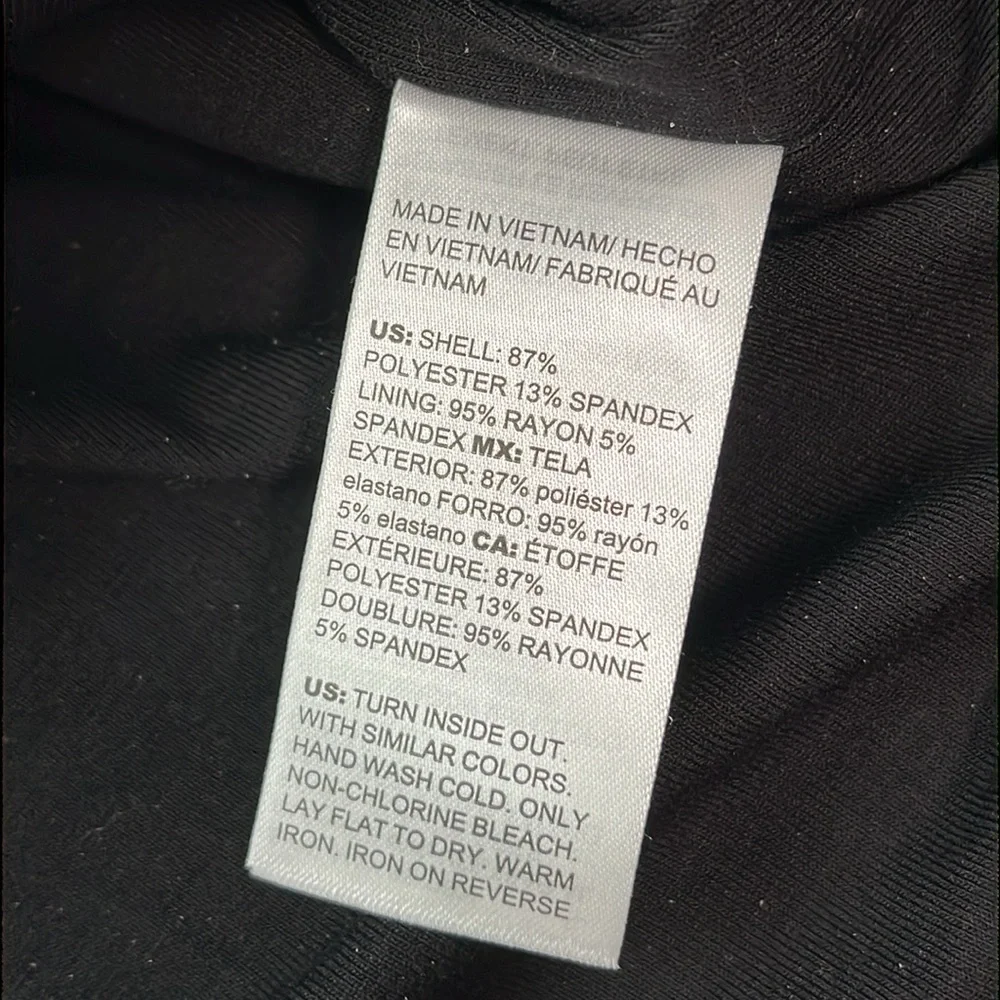 MADE IN VIETNAM/ HECHO
EN VIETNAM/ FABRIQUÉ AU
VIETNAM
US: SHELL: 87%
POLYESTER 13% SPANDEX
LINING: 95% RAYON 5%
SPANDEX MX: TELA
EXTERIOR: 87% poliéster 13%
elastano FORRO: 95% rayón
5% elastano CA: ÉTOFFE
EXTÉRIEURE: 87%
POLYESTER 13% SPANDEX
DOUBLURE: 95% RAYONNE
5% SPANDEX
US: TURN INSIDE OUT.
WITH SIMILAR COLORS.
HAND WASH COLD. ONLY
NON-CHLORINE BLEACH.
LAY FLAT TO DRY. WARM
IRON. IRON ON REVERSE